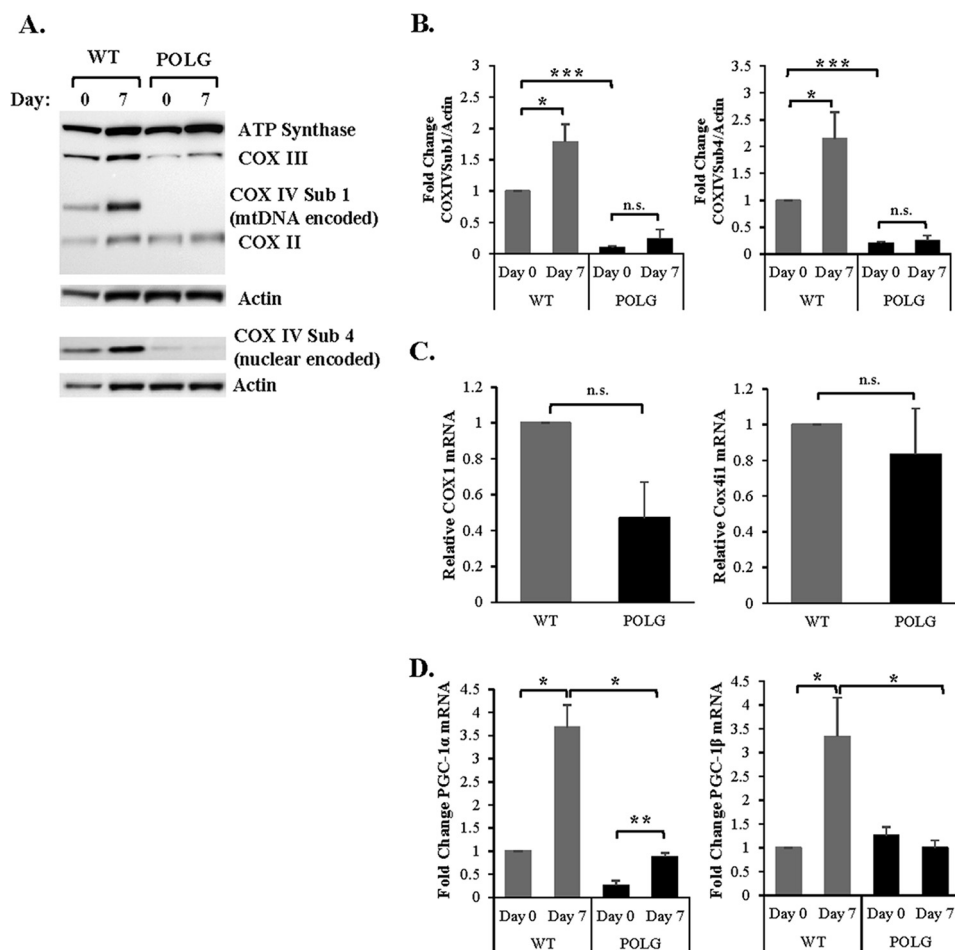 A.
WT POLG
Day: 0 7 0 7
ATP Synthase
COX III
COX IV Sub 1
(mtDNA encoded)
COX II
Actin
COX IV Sub 4
(nuclear encoded)
Actin
B.
Fold Change
COXIVSub1/Actin
2.5
2
1.5
1
0.5
0
***
*
n.s.
Day 0 Day 7 Day 0 Day 7
WT POLG
Fold Change
COXIVSub4/Actin
3.5
3
2.5
2
1.5
1
0.5
0
***
*
n.s.
Day 0 Day 7 Day 0 Day 7
WT POLG
C.
Relative COX1 mRNA
1.2
1
0.8
0.6
0.4
0.2
0
n.s.
WT POLG
Relative Cox4i1 mRNA
1.2
1
0.8
0.6
0.4
0.2
0
n.s.
WT POLG
D.
Fold Change PGC-1α mRNA
4.5
4
3.5
3
2.5
2
1.5
1
0.5
0
* *
**
Day 0 Day 7 Day 0 Day 7
WT POLG
Fold Change PGC-1β mRNA
4.5
4
3.5
3
2.5
2
1.5
1
0.5
0
* *
Day 0 Day 7 Day 0 Day 7
WT POLG